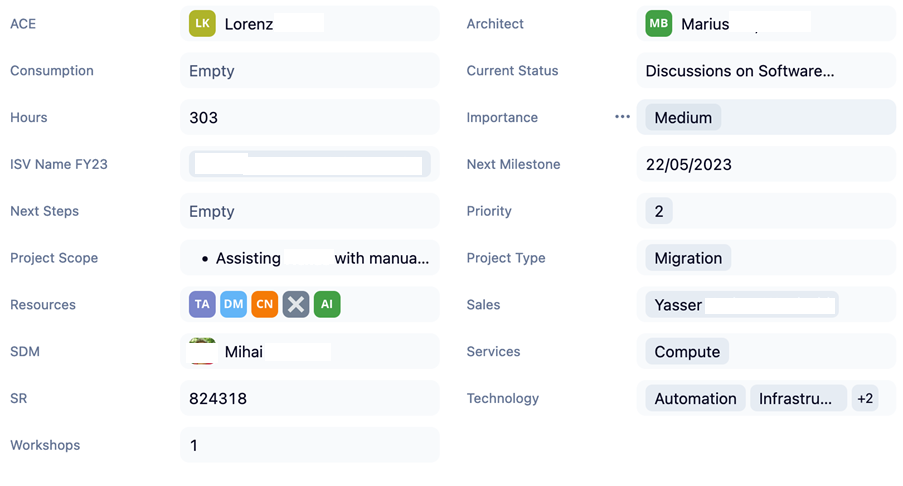 ACE LK Lorenz
Architect MB Marius
Consumption Empty
Current Status Discussions on Software...
Hours 303
Importance ••• Medium
ISV Name FY23
Next Milestone 22/05/2023
Next Steps Empty
Priority 2
Project Scope • Assisting with manua...
Project Type Migration
Resources TA DM CN AI
Sales Yasser
SDM Mihai
Services Compute
SR 824318
Technology Automation Infrastru... +2
Workshops 1